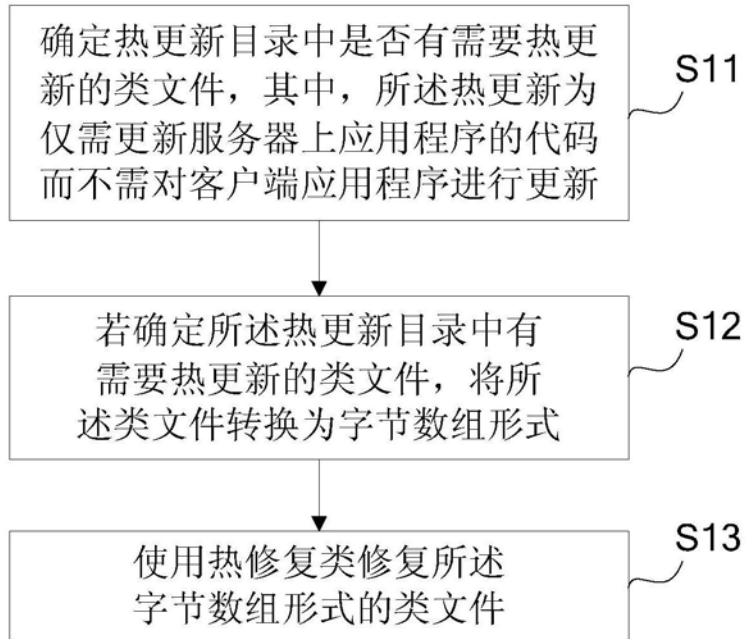 确定热更新目录中是否有需要热更
新的类文件，其中，所述热更新为
仅需更新服务器上应用程序的代码
而不需对客户端应用程序进行更新
S11
若确定所述热更新目录中有
需要热更新的类文件，将所
述类文件转换为字节数组形式
S12
使用热修复类修复所述
字节数组形式的类文件
S13